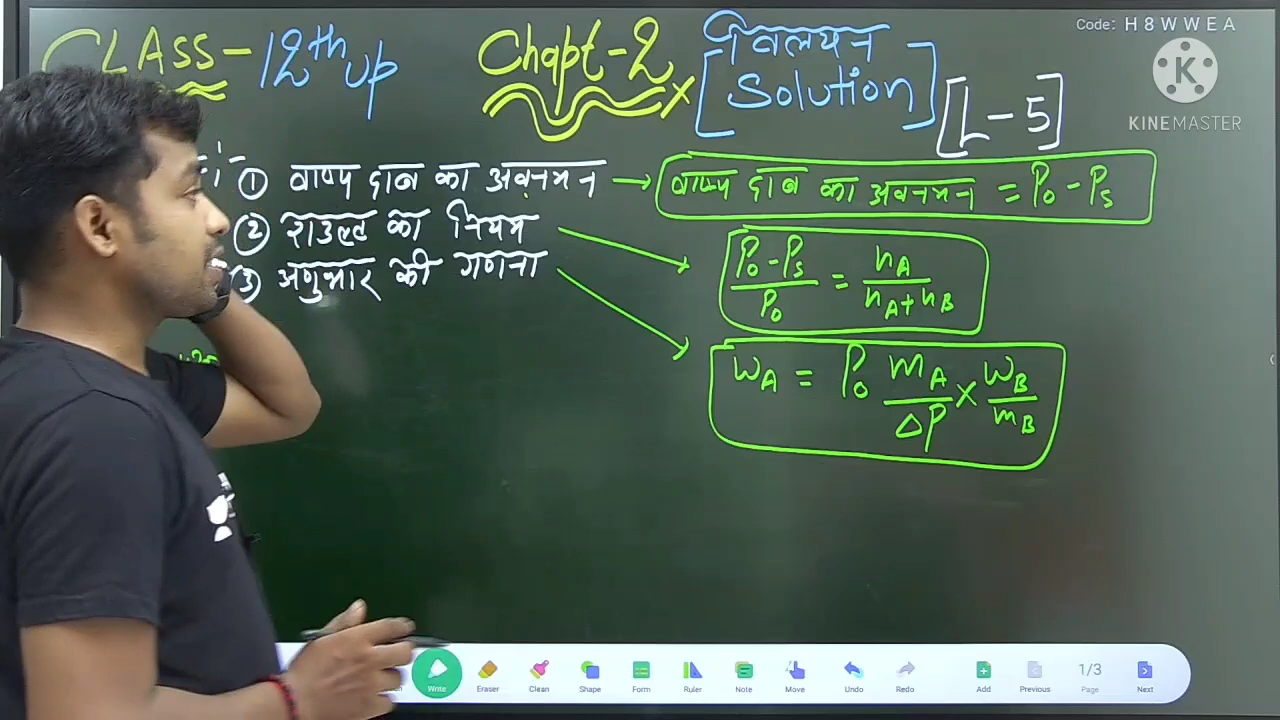 Code: H8WWEA
CLASS - 12th up Chapt-2 × [विलयन Solution] [L-5]
KINEMASTER
① वाष्प दाब का अवनमन → वाष्प दाब का अवनमन = P₀ - Pₛ
② राउल्ट का नियम
(P₀ - Pₛ)/P₀ = nA/(nA + nB)
③ अणुभार की गणना
WA = P₀ mA/ΔP × WB/mB
Write Eraser Clean Shape Form Ruler Note Move Undo Redo Add Previous 1/3 Page Next